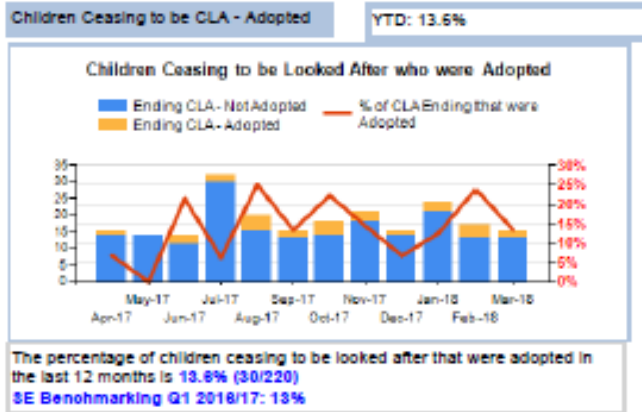 Children Ceasing to be CLA - Adopted
YTD: 13.6%
Children Ceasing to be Looked After who were Adopted
Ending CLA - Not Adopted
Ending CLA - Adopted
% of CLA Ending that were
Adopted
35
30
25
20
15
10
5
0
30%
25%
20%
15%
10%
5%
0%
May-17 Jul-17 Sep-17 Nov-17 Jan-18 Mar-18
Apr-17 Jun-17 Aug-17 Oct-17 Dec-17 Feb-18
The percentage of children ceasing to be looked after that were adopted in
the last 12 months is 13.6% (30/220)
SE Benchmarking Q1 2016/17: 13%